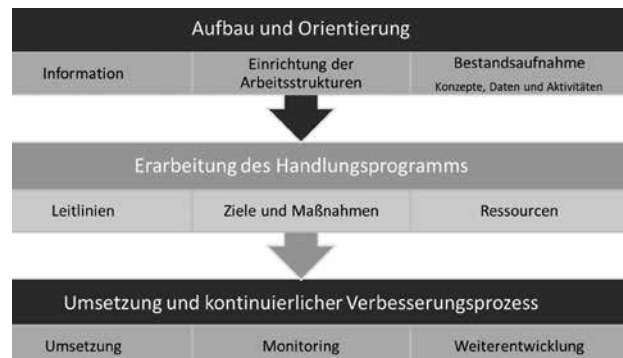 Aufbau und Orientierung
Information
Einrichtung der
Arbeitsstrukturen
Bestandsaufnahme
Konzepte, Daten und Aktivitäten
Erarbeitung des Handlungsprogramms
Leitlinien
Ziele und Maßnahmen
Ressourcen
Umsetzung und kontinuierlicher Verbesserungsprozess
Umsetzung
Monitoring
Weiterentwicklung